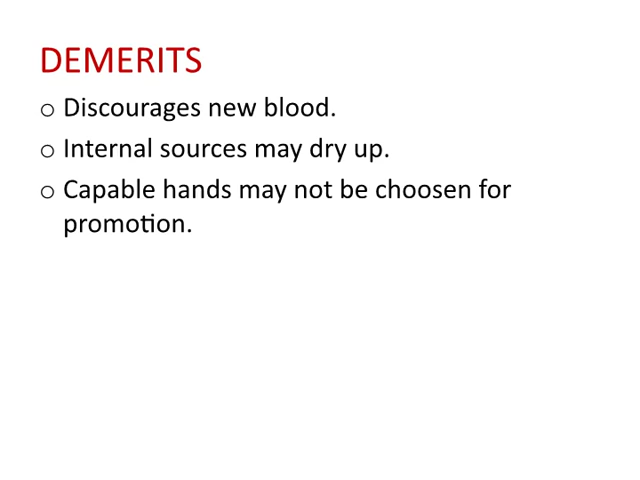 DEMERITS
o Discourages new blood.
o Internal sources may dry up.
o Capable hands may not be choosen for
promotion.